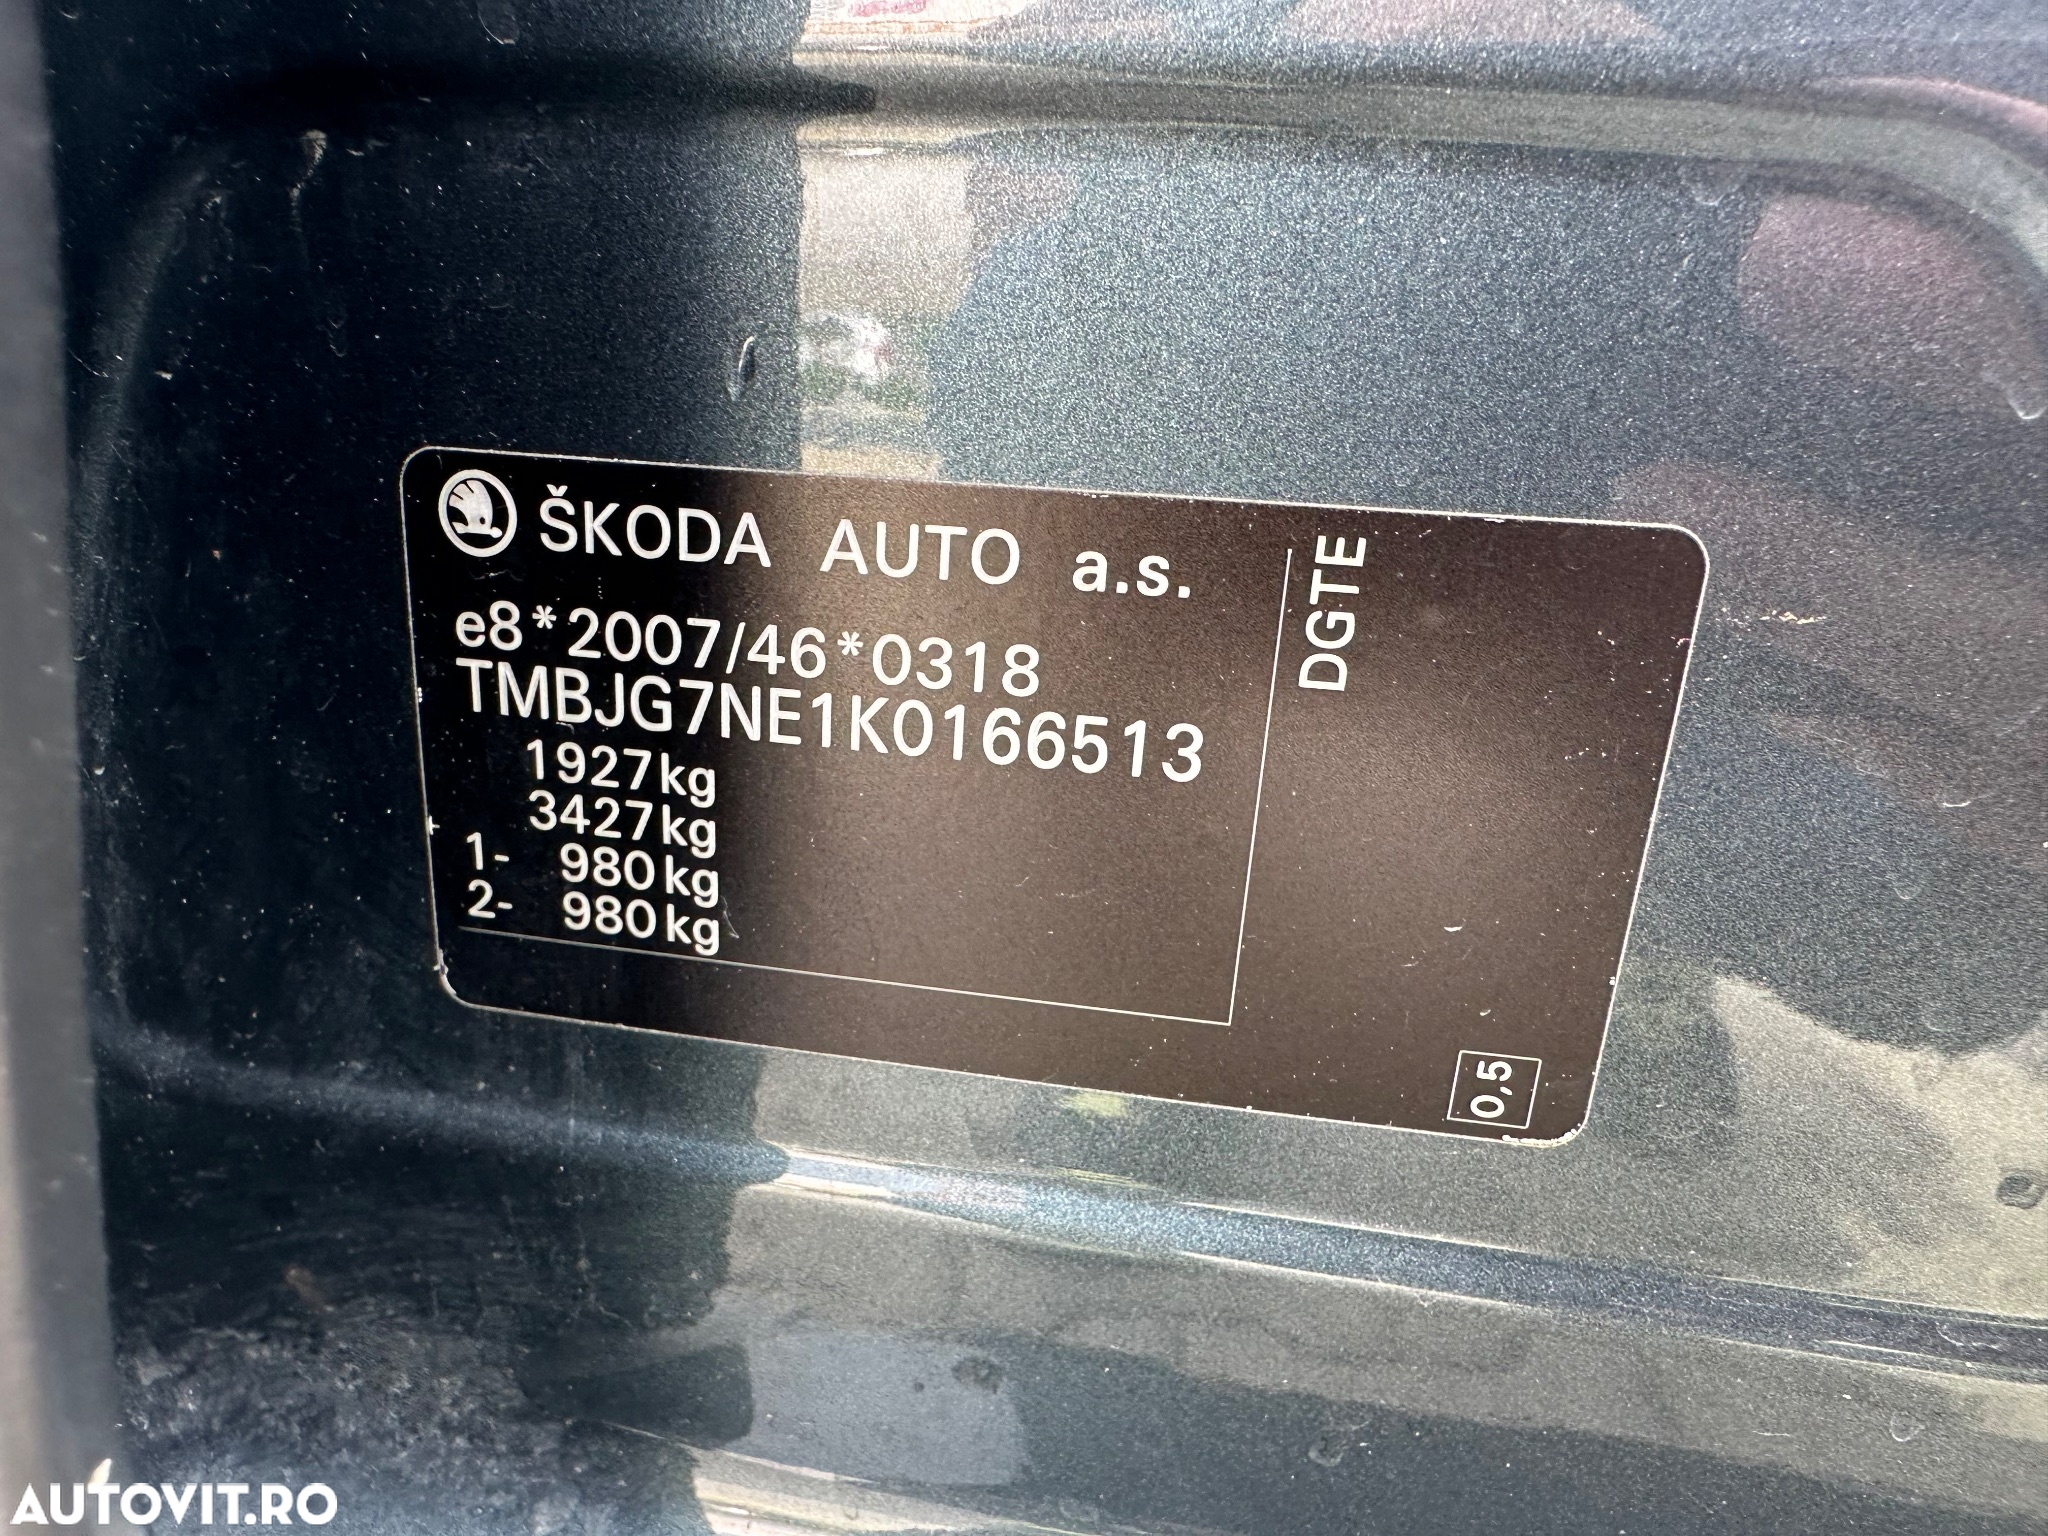 ŠKODA AUTO a.s.
e8*2007/46*0318
TMBJG7NE1K0166513
1927kg
3427kg
1- 980kg
2- 980kg
DGTE
0,5
AUTOVIT.RO